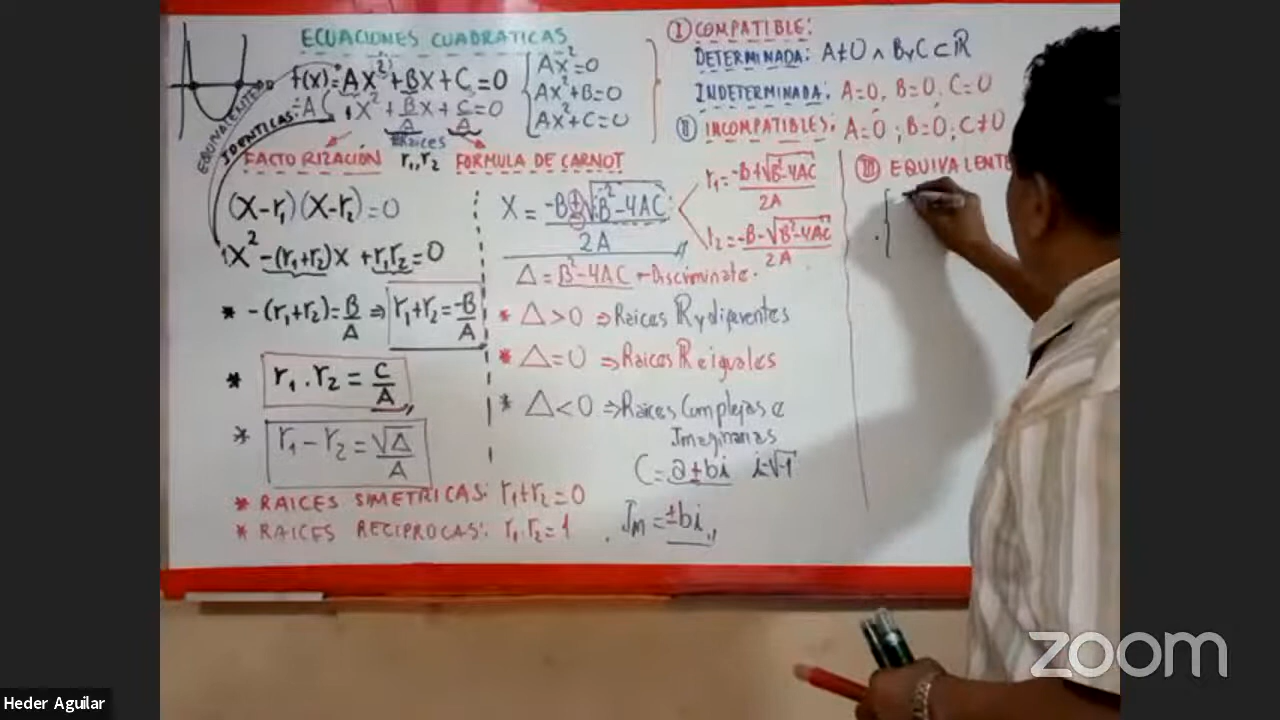 ECUACIONES CUADRATICAS
f(x)=Ax²+Bx+C=0
EQUIVALENTE
IDENTICAS:
A
1x²+B/A x+C/A=0
Raices
r₁,r₂
Ax²=0
Ax²+B=0
Ax²+C=0
FACTORIZACIÓN
(x-r₁)(x-r₂)=0
1x²-(r₁+r₂)x+r₁r₂=0
* -(r₁+r₂)=B/A ⇒ r₁+r₂=-B/A
* r₁.r₂=C/A
* r₁-r₂=√Δ/A
* RAICES SIMETRICAS: r₁+r₂=0
* RAICES RECIPROCAS: r₁.r₂=1
FORMULA DE CARNOT
X=-B±√B²-4AC/2A
r₁=-B+√B²-4AC/2A
r₂=-B-√B²-4AC/2A
Δ=B²-4AC→Disciminate.
* Δ>0 ⇒Raices R y diferentes
* Δ=0 ⇒Raices R e iguales
* Δ<0 ⇒Raices Complejas e
Imaginarias
C=a±bi i=√-1
Im=±bi
I COMPATIBLE:
DETERMINADA: A≠0 ∧ B y C ⊂ R
INDETERMINADA: A=0, B=0, C=0
II INCOMPATIBLES: A=0; B=0; C≠0
III EQUIVALENTE
zoom
Heder Aguilar